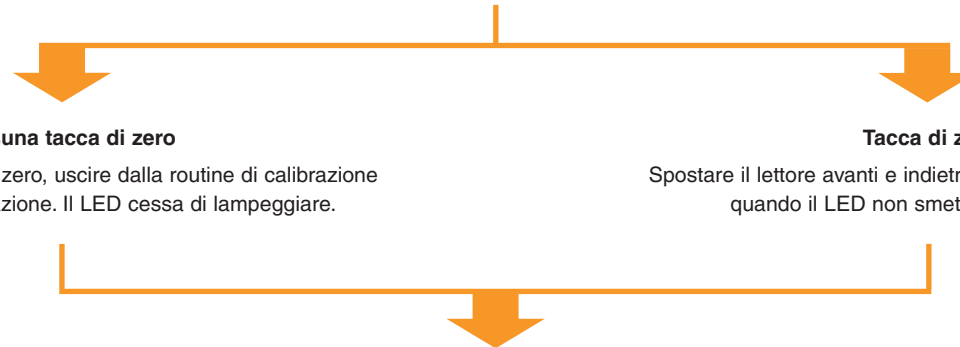 una tacca di zero
zero, uscire dalla routine di calibrazione
zione. Il LED cessa di lampeggiare.
Tacca di z
Spostare il lettore avanti e indietr
quando il LED non smet